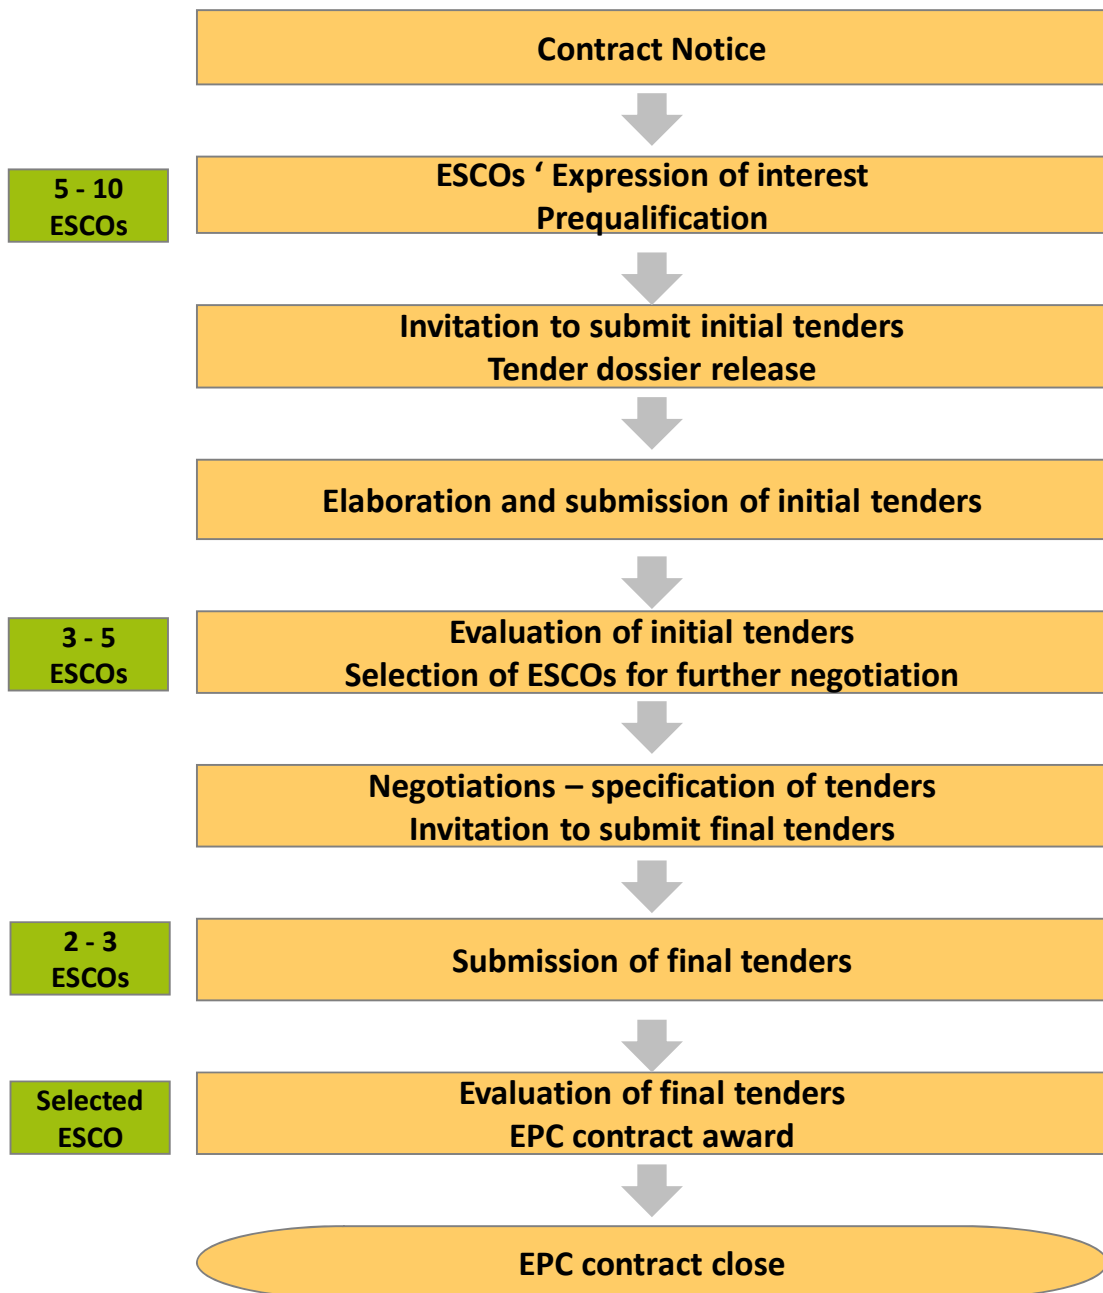 Contract Notice
5 - 10
ESCOs
ESCOs ‘ Expression of interest
Prequalification
Invitation to submit initial tenders
Tender dossier release
Elaboration and submission of initial tenders
3 - 5
ESCOs
Evaluation of initial tenders
Selection of ESCOs for further negotiation
Negotiations – specification of tenders
Invitation to submit final tenders
2 - 3
ESCOs
Submission of final tenders
Selected
ESCO
Evaluation of final tenders
EPC contract award
EPC contract close